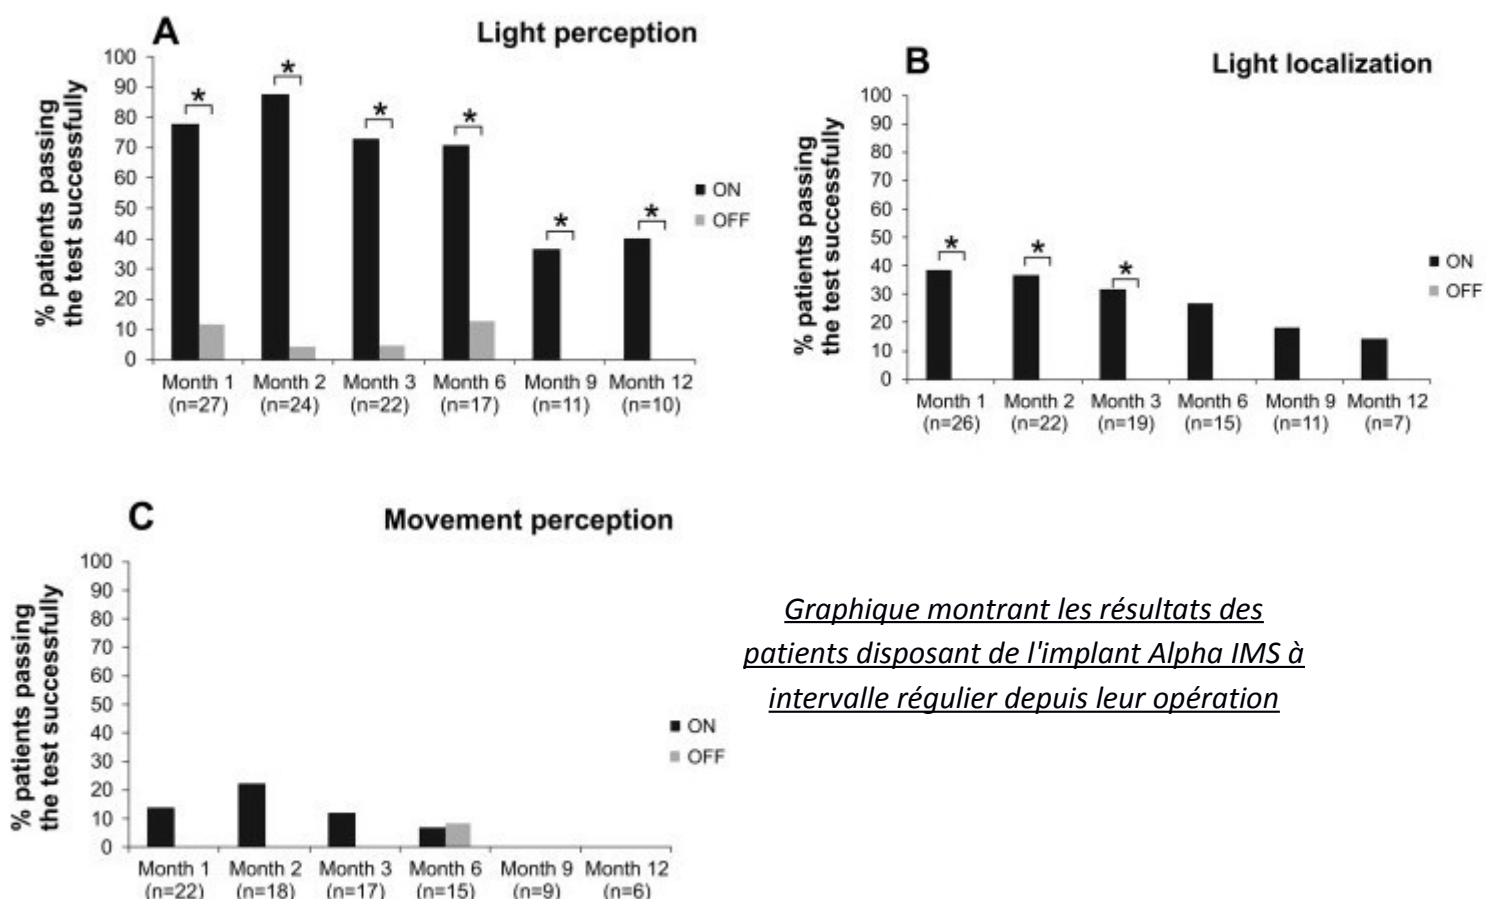 A
Light perception
% patients passing
the test successfully
100
90
80
70
60
50
40
30
20
10
0
*
*
*
*
*
*
ON
OFF
Month 1 Month 2 Month 3 Month 6 Month 9 Month 12
(n=27) (n=24) (n=22) (n=17) (n=11) (n=10)
B
Light localization
% patients passing
the test successfully
100
90
80
70
60
50
40
30
20
10
0
*
*
*
ON
OFF
Month 1 Month 2 Month 3 Month 6 Month 9 Month 12
(n=26) (n=22) (n=19) (n=15) (n=11) (n=7)
C
Movement perception
% patients passing
the test successfully
100
90
80
70
60
50
40
30
20
10
0
ON
OFF
Month 1 Month 2 Month 3 Month 6 Month 9 Month 12
(n=22) (n=18) (n=17) (n=15) (n=9) (n=6)
Graphique montrant les résultats des
patients disposant de l'implant Alpha IMS à
intervalle régulier depuis leur opération